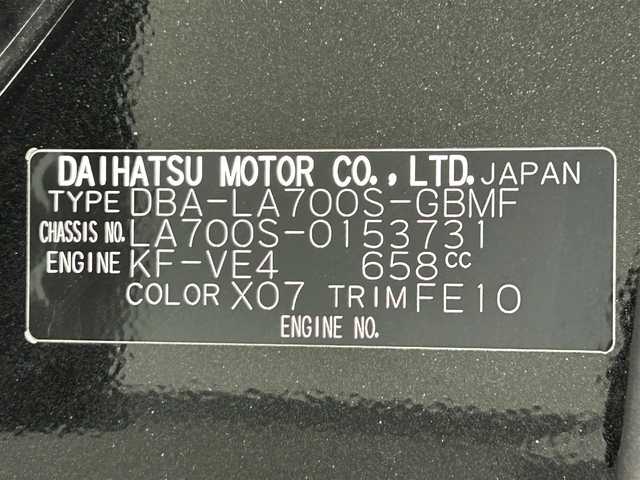 DAIHATSU MOTOR CO., LTD. JAPAN
TYPE DBA-LA700S-GBMF
CHASSIS NO. LA700S-0153731
ENGINE KF-VE4 658cc
COLOR X07 TRIM FE10
ENGINE NO.